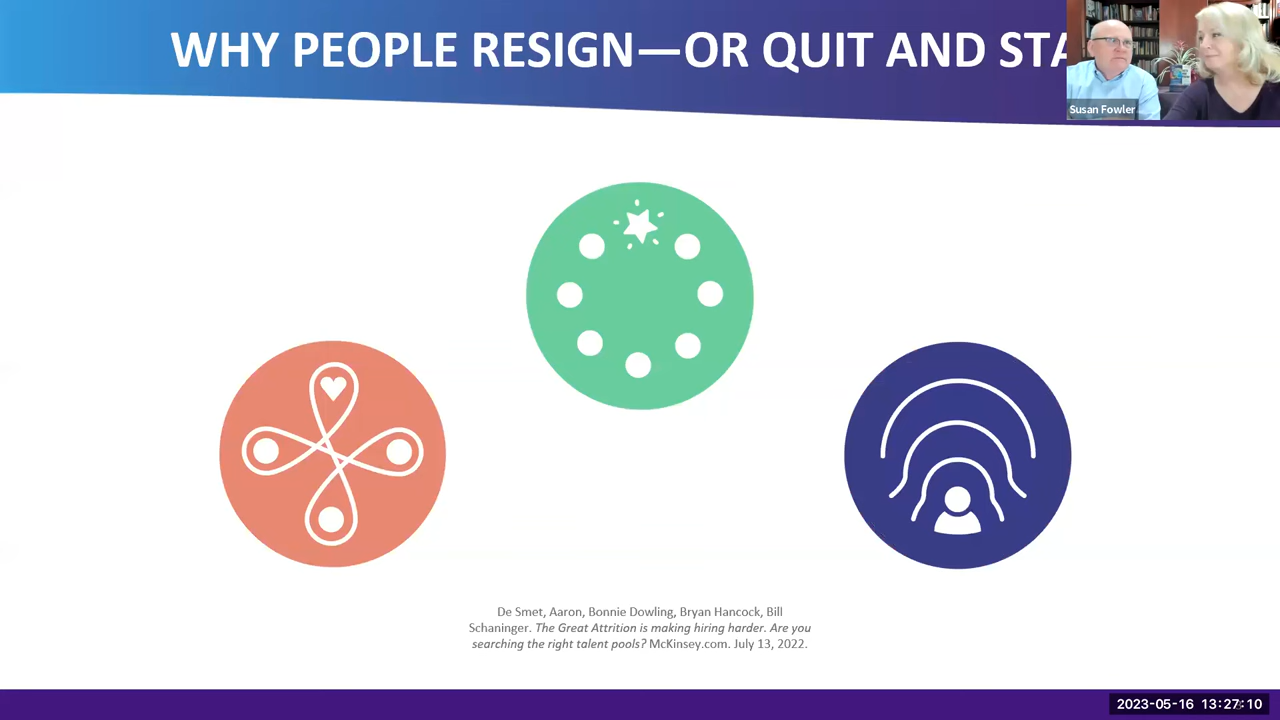 WHY PEOPLE RESIGN—OR QUIT AND STA
Susan Fowler
De Smet, Aaron, Bonnie Dowling, Bryan Hancock, Bill
Schaninger. The Great Attrition is making hiring harder. Are you
searching the right talent pools? McKinsey.com. July 13, 2022.
2023-05-16 13:27:10